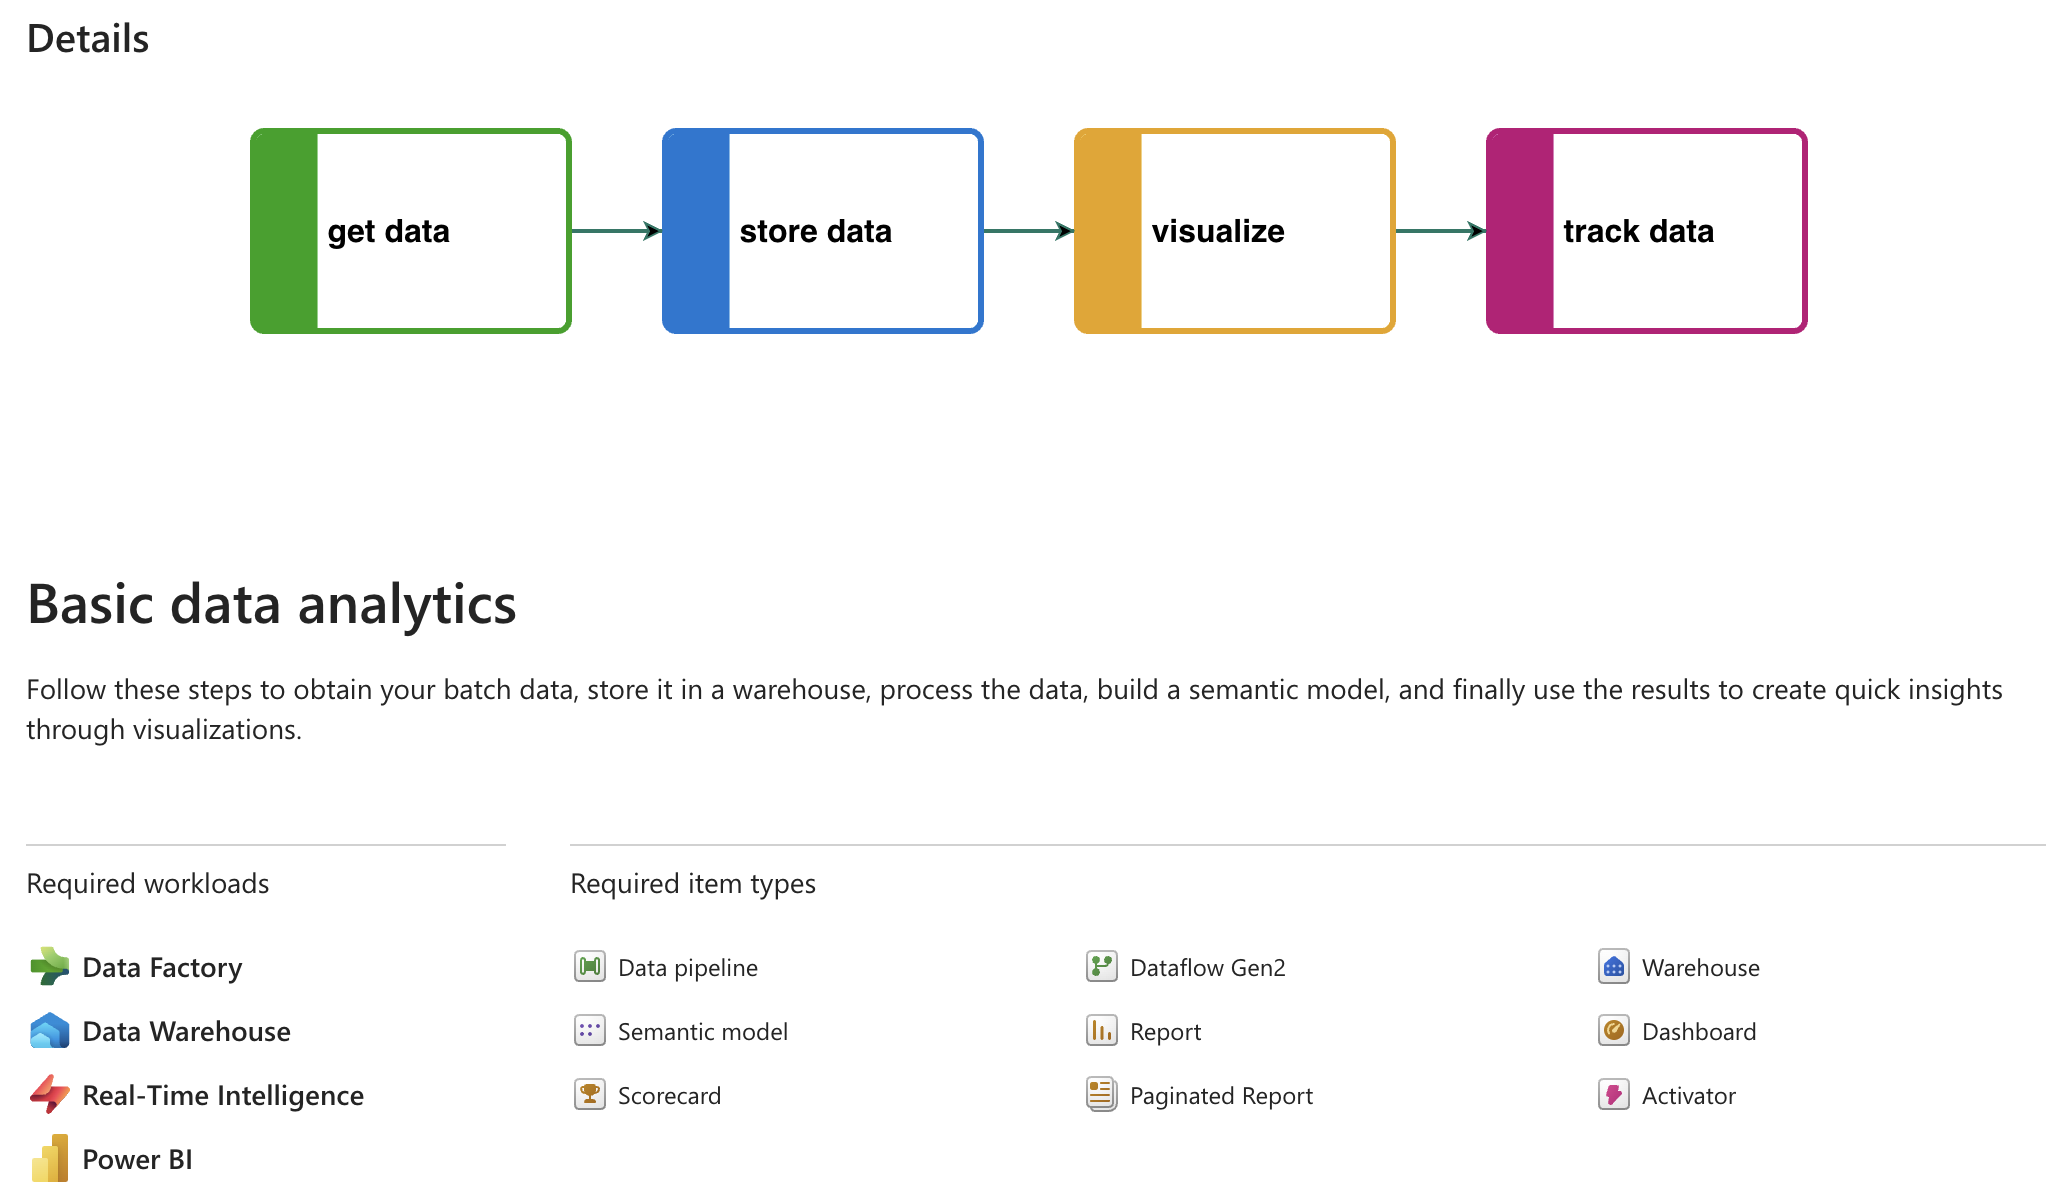 Details
get data
store data
visualize
track data
Basic data analytics
Follow these steps to obtain your batch data, store it in a warehouse, process the data, build a semantic model, and finally use the results to create quick insights
through visualizations.
Required workloads
Data Factory
Data Warehouse
Real-Time Intelligence
Power BI
Required item types
Data pipeline
Dataflow Gen2
Warehouse
Semantic model
Report
Dashboard
Scorecard
Paginated Report
Activator